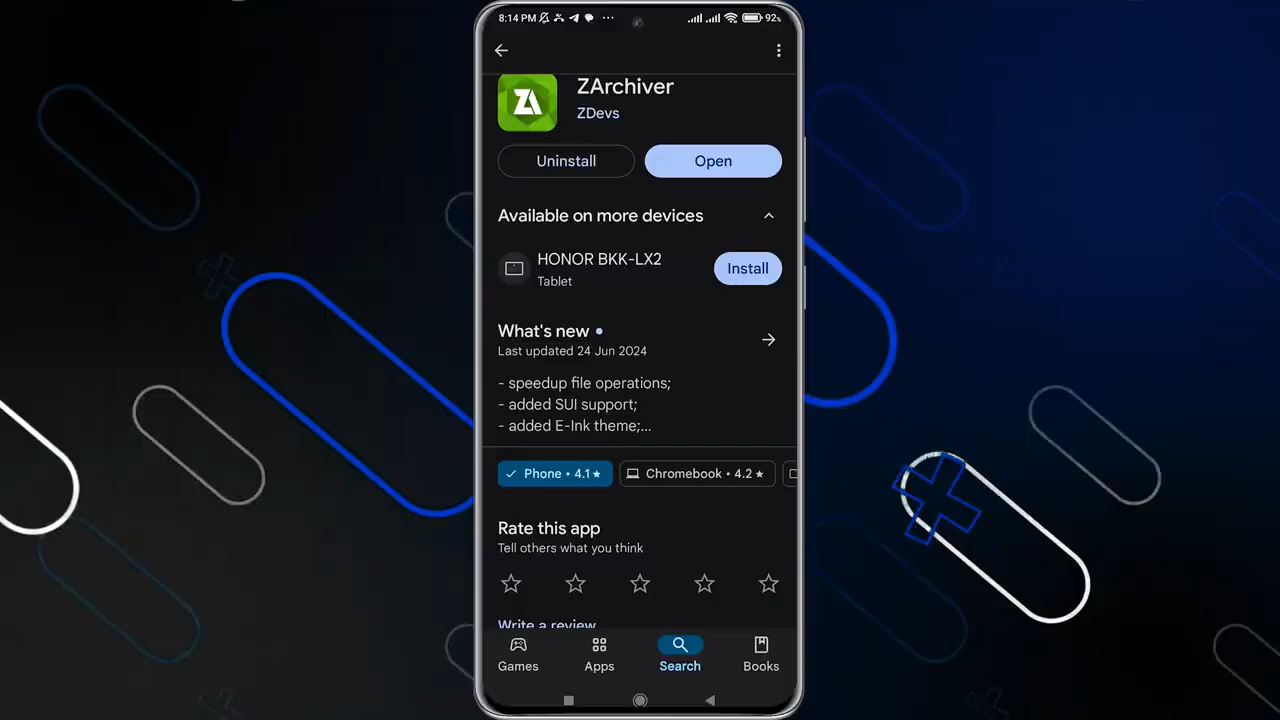 8:14 PM ... 92%
ZArchiver
ZDevs
Uninstall
Open
Available on more devices
HONOR BKK-LX2
Tablet
Install
What's new
Last updated 24 Jun 2024
- speedup file operations;
- added SUI support;
- added E-Ink theme;...
Phone • 4.1 ★
Chromebook • 4.2 ★
Rate this app
Tell others what you think
Write a review
Games
Apps
Search
Books